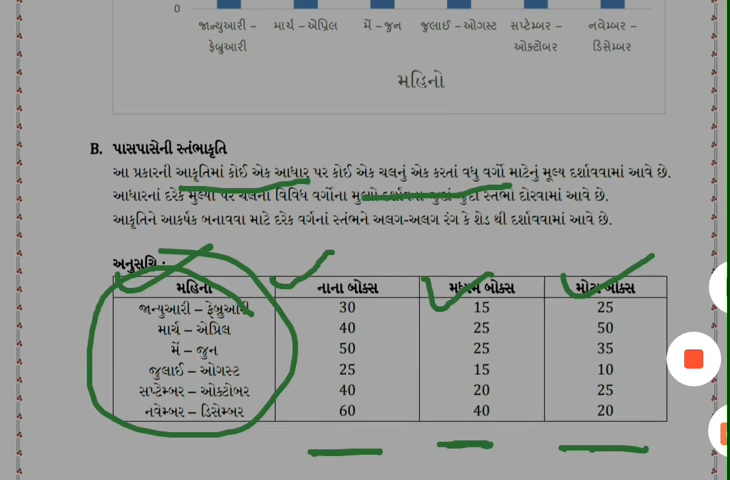 0
જાન્યુઆરી – માર્ચ – એપ્રિલ મેં – જુન જુલાઈ – ઓગસ્ટ સપ્ટેમ્બર – નવેમ્બર –
ફેબ્રુઆરી ઓક્ટોબર ડિસેમ્બર
મહિનો
B. પાસપાસેની સ્તંભાકૃતિ
આ પ્રકારની આકૃતિમાં કોઈ એક આધાર પર કોઈ એક ચલનું એક કરતાં વધુ વર્ગો માટેનું મૂલ્ય દર્શાવવામાં આવે છે.
આધારનાં દરેક મુલ્યો પર ચલના વિવિધ વર્ગોના મુલ્યો દર્શાવતા જુદા જુદા સ્તંભો દોરવામાં આવે છે.
આકૃતિને આકર્ષક બનાવવા માટે દરેક વર્ગનાં સ્તંભને અલગ-અલગ રંગ કે શેડ થી દર્શાવવામાં આવે છે.
અનુસૂચિ :
મહિનો નાના બોક્સ મધ્યમ બોક્સ મોટા બોક્સ
જાન્યુઆરી – ફેબ્રુઆરી 30 15 25
માર્ચ – એપ્રિલ 40 25 50
મેં – જુન 50 25 35
જુલાઈ – ઓગસ્ટ 25 15 10
સપ્ટેમ્બર – ઓક્ટોબર 40 20 25
નવેમ્બર – ડિસેમ્બર 60 40 20